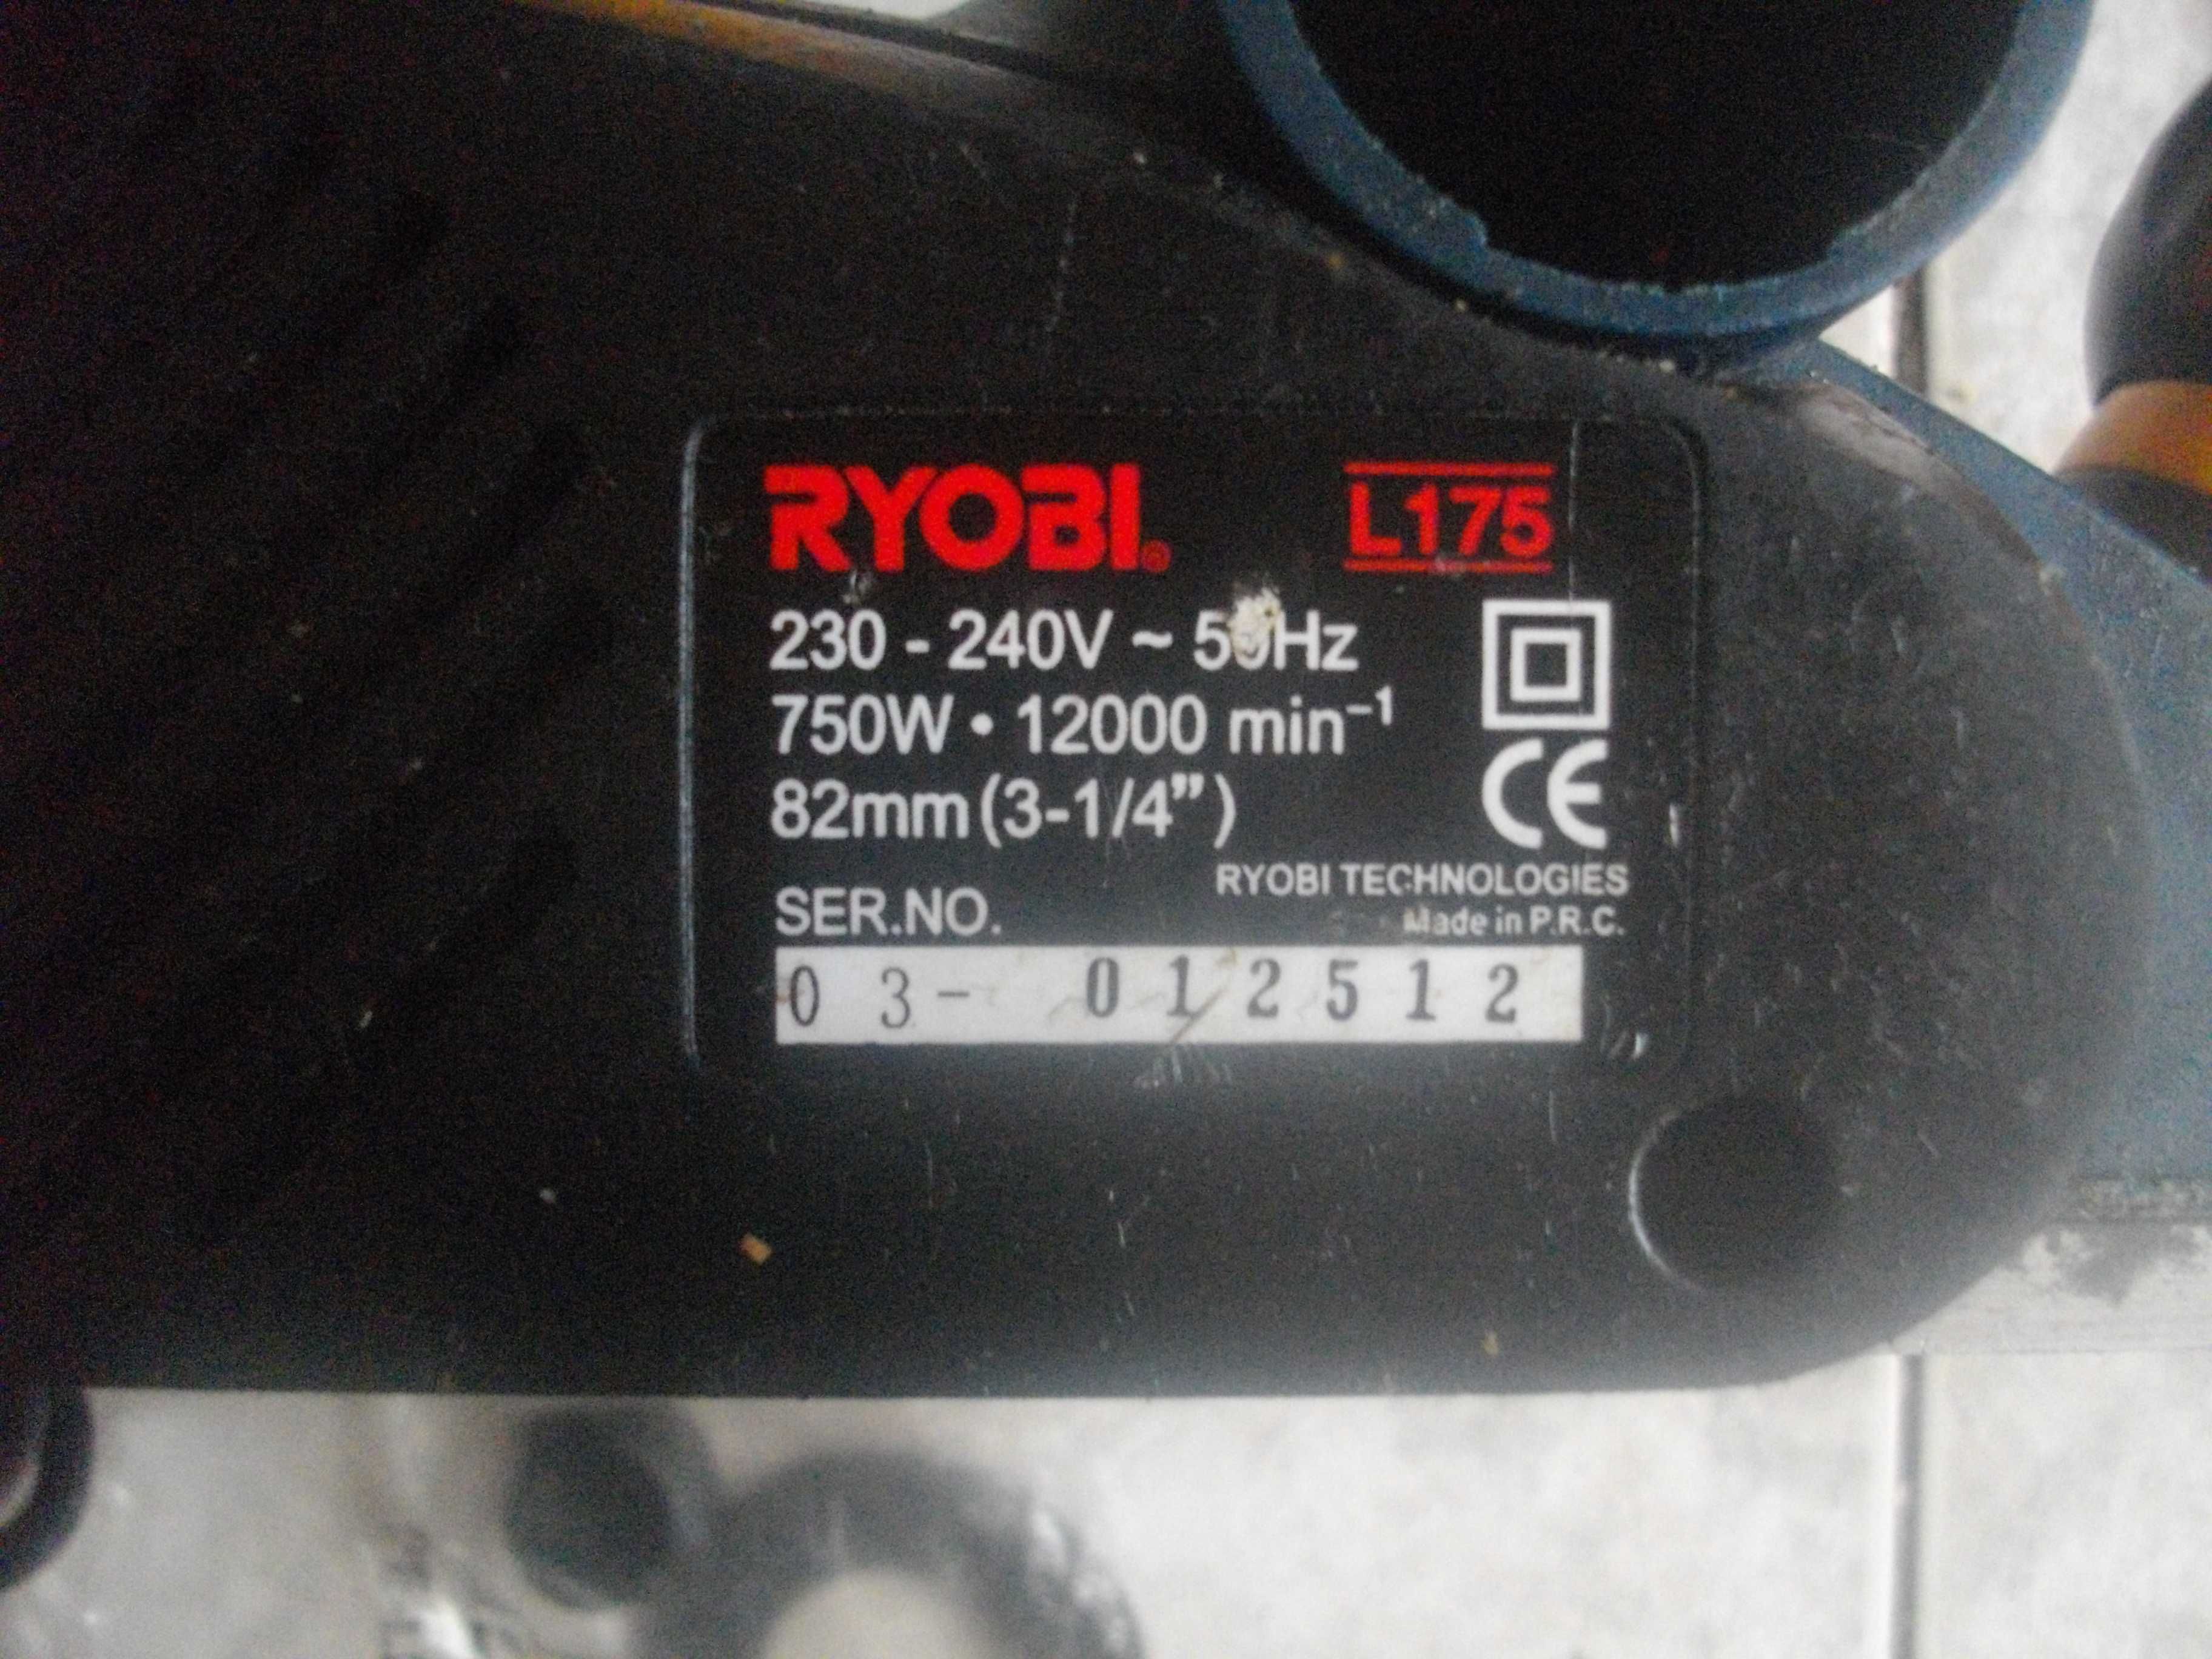 RYOBI® L175
230 - 240V ~ 50Hz
750W • 12000 min⁻¹
82mm (3-1/4")
CE
RYOBI TECHNOLOGIES
Made in P.R.C.
SER.NO.
03- 012512